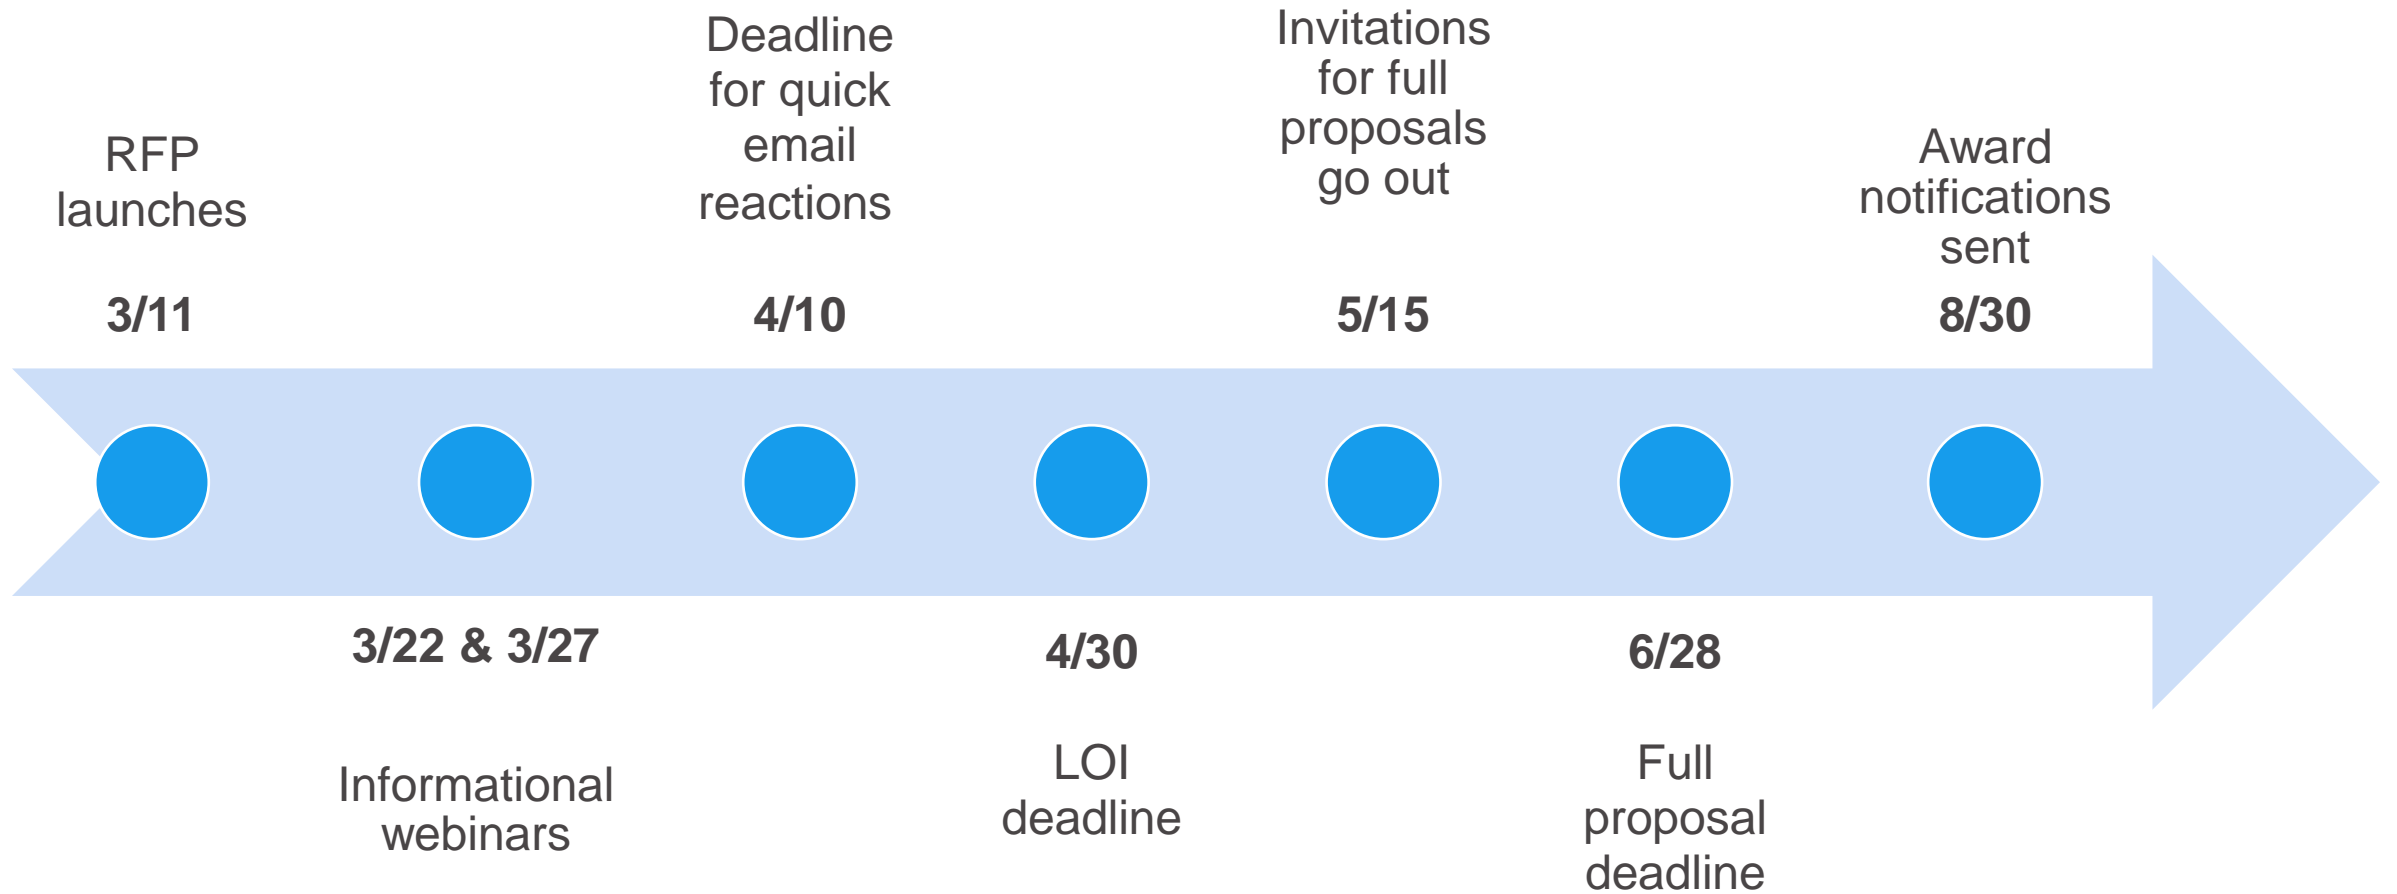 RFP
launches
3/11
3/22 & 3/27
Informational
webinars
Deadline
for quick
email
reactions
4/10
4/30
LOI
deadline
Invitations
for full
proposals
go out
5/15
6/28
Full
proposal
deadline
Award
notifications
sent
8/30